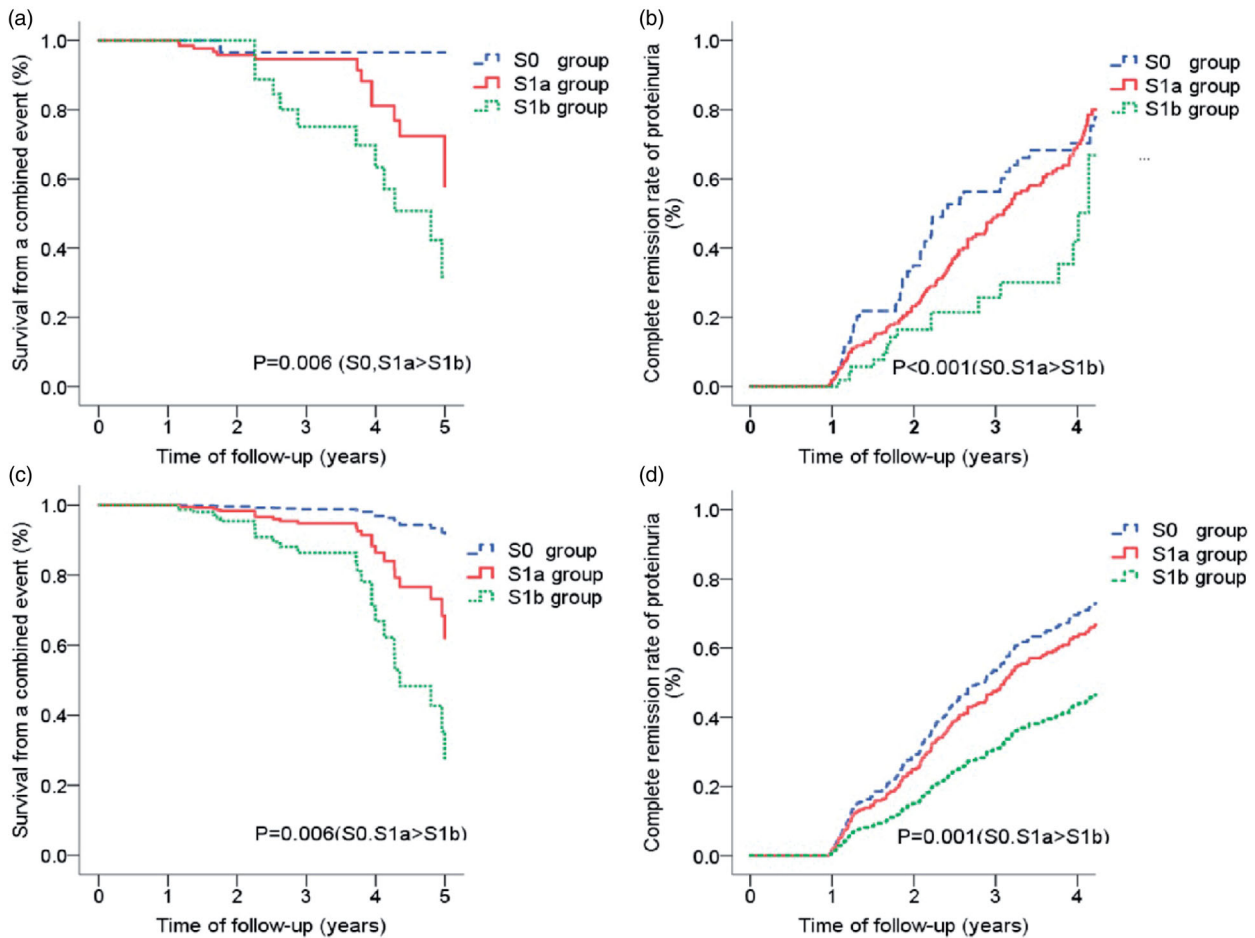 (a)
Survival from a combined event (%)
1.0
0.8
0.6
0.4
0.2
0.0
S0 group
S1a group
S1b group
P=0.006 (S0,S1a>S1b)
0 1 2 3 4 5
Time of follow-up (years)
(b)
Complete remission rate of proteinuria
(%)
1.0
0.8
0.6
0.4
0.2
0.0
S0 group
S1a group
S1b group
...
P<0.001(S0.S1a>S1b)
0 1 2 3 4
Time of follow-up (years)
(c)
Survival from a combined event (%)
1.0
0.8
0.6
0.4
0.2
0.0
S0 group
S1a group
S1b group
P=0.006(S0.S1a>S1b)
0 1 2 3 4 5
Time of follow-up (years)
(d)
Complete remission rate of proteinuria
(%)
1.0
0.8
0.6
0.4
0.2
0.0
S0 group
S1a group
S1b group
P=0.001(S0.S1a>S1b)
0 1 2 3 4
Time of follow-up (years)